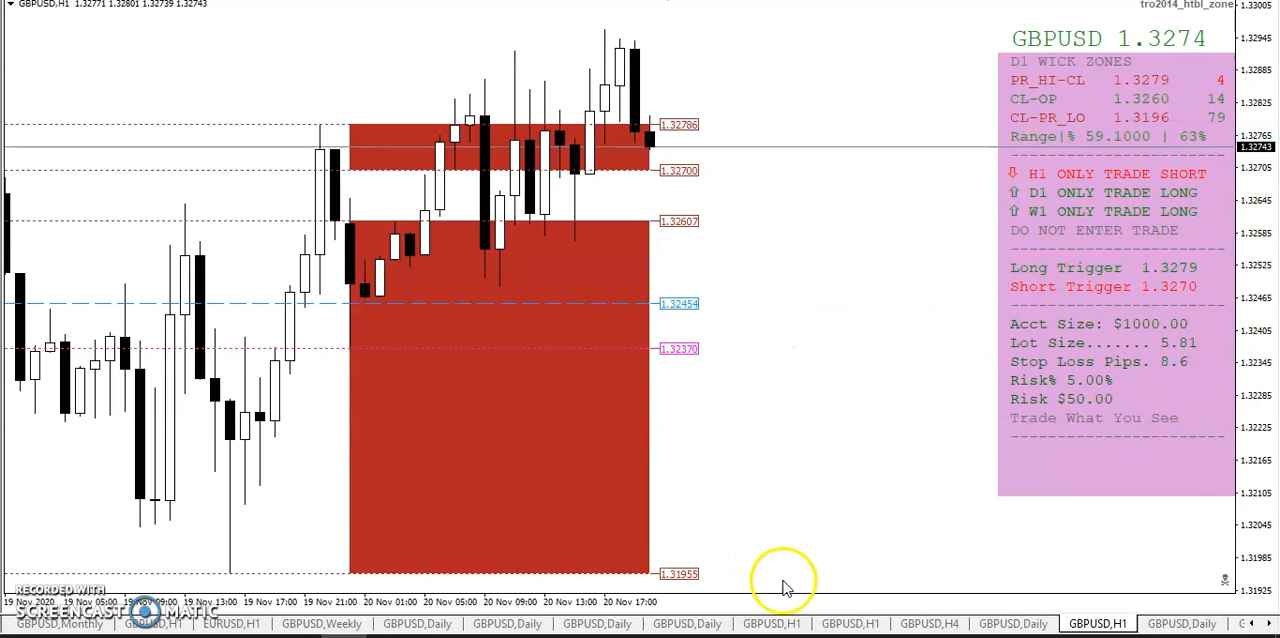 GBPUSD,H1 1.32771 1.32801 1.32739 1.32743
tro2014_htbl_zone
1.33005
1.32945
1.32885
1.32825
1.32765
1.32743
1.32705
1.32645
1.32585
1.32525
1.32465
1.32405
1.32345
1.32285
1.32225
1.32165
1.32105
1.32045
1.31985
1.31925
1.32786
1.32700
1.32607
1.32454
1.32370
1.31955
GBPUSD 1.3274
D1 WICK ZONES
PR_HI-CL 1.3279 4
CL-OP 1.3260 14
CL-PR_LO 1.3196 79
Range|% 59.1000 | 63%
H1 ONLY TRADE SHORT
D1 ONLY TRADE LONG
W1 ONLY TRADE LONG
DO NOT ENTER TRADE
Long Trigger 1.3279
Short Trigger 1.3270
Acct Size: $1000.00
Lot Size....... 5.81
Stop Loss Pips. 8.6
Risk% 5.00%
Risk $50.00
Trade What You See
RECORDED WITH
SCREENCAST MATIC
19 Nov 2020 19 Nov 05:00 19 Nov 09:00 19 Nov 13:00 19 Nov 17:00 19 Nov 21:00 20 Nov 01:00 20 Nov 05:00 20 Nov 09:00 20 Nov 13:00 20 Nov 17:00
GBPUSD,Monthly GBPUSD,H1 EURUSD,H1 GBPUSD,Weekly GBPUSD,Daily GBPUSD,Daily GBPUSD,Daily GBPUSD,Daily GBPUSD,H1 GBPUSD,H1 GBPUSD,H4 GBPUSD,Daily GBPUSD,H1 GBPUSD,Daily